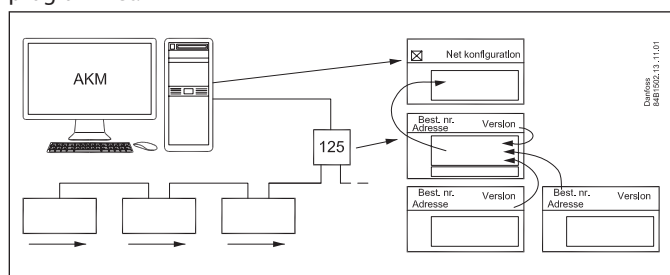 AKM
125
Net konfiguration
Best. nr. Version
Adresse
Best. nr. Version
Adresse
Best. nr. Version
Adresse
Danfoss
84B1502.13 .11.01